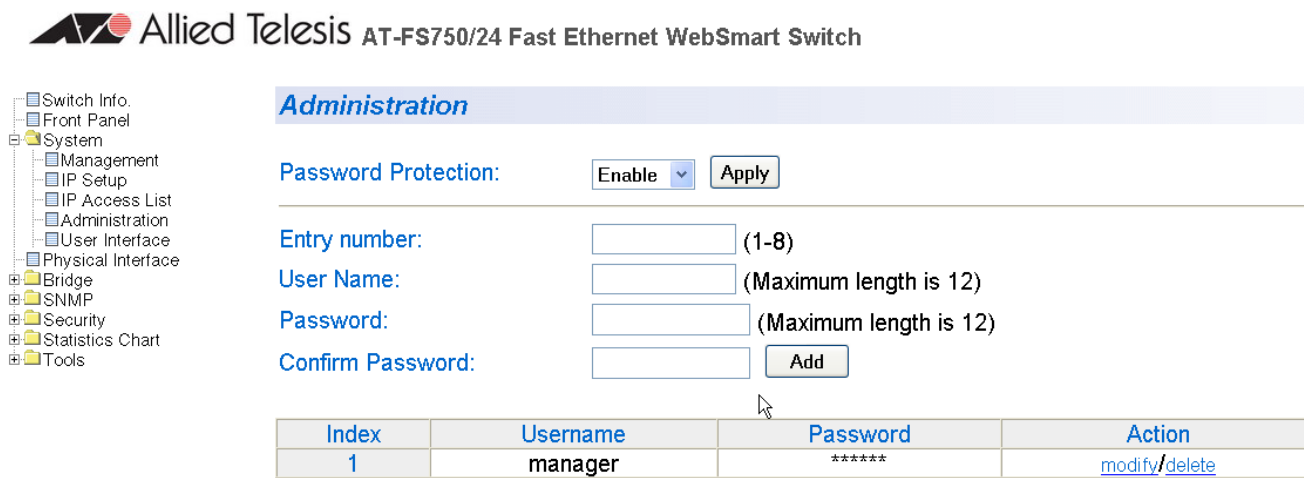 Allied Telesis AT-FS750/24 Fast Ethernet WebSmart Switch
Switch Info.
Front Panel
System
Management
IP Setup
IP Access List
Administration
User Interface
Physical Interface
Bridge
SNMP
Security
Statistics Chart
Tools
Administration
Password Protection: Enable Apply
Entry number: (1-8)
User Name: (Maximum length is 12)
Password: (Maximum length is 12)
Confirm Password: Add
Index Username Password Action
1 manager ****** modify/delete